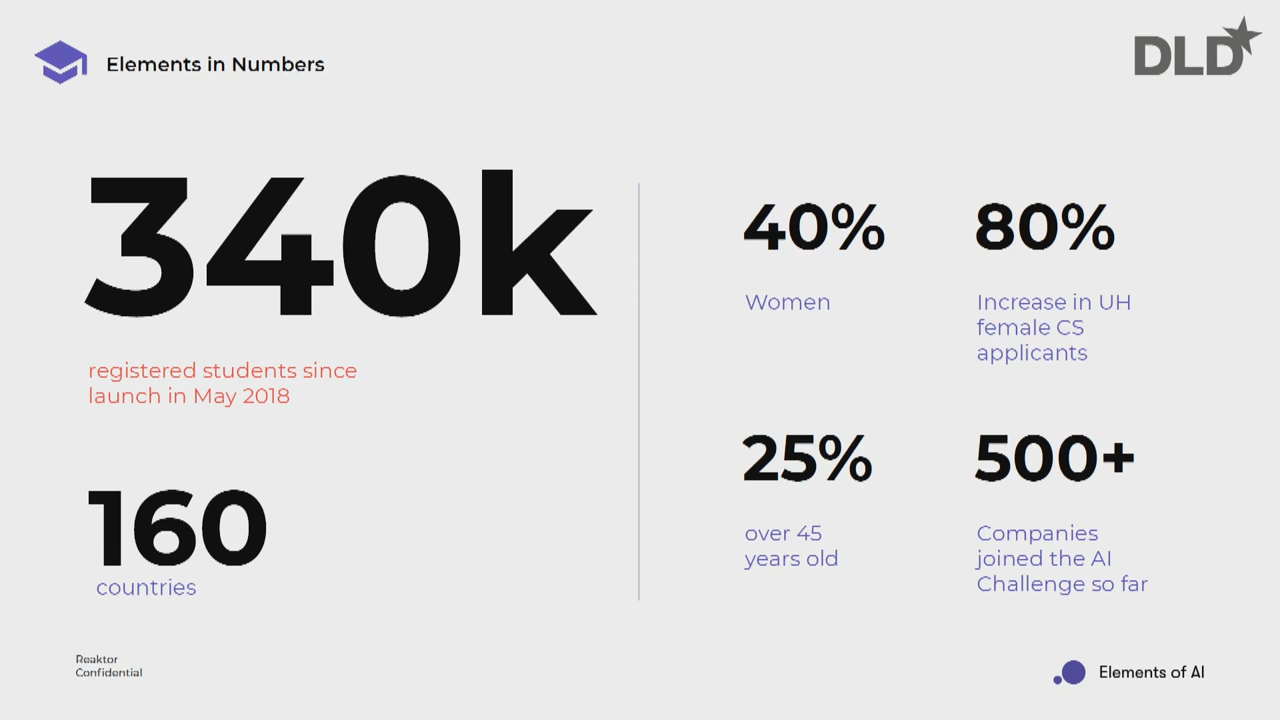 Elements in Numbers
DLD
340k
registered students since
launch in May 2018
160
countries
40%
Women
80%
Increase in UH
female CS
applicants
25%
over 45
years old
500+
Companies
joined the AI
Challenge so far
Reaktor
Confidential
Elements of AI